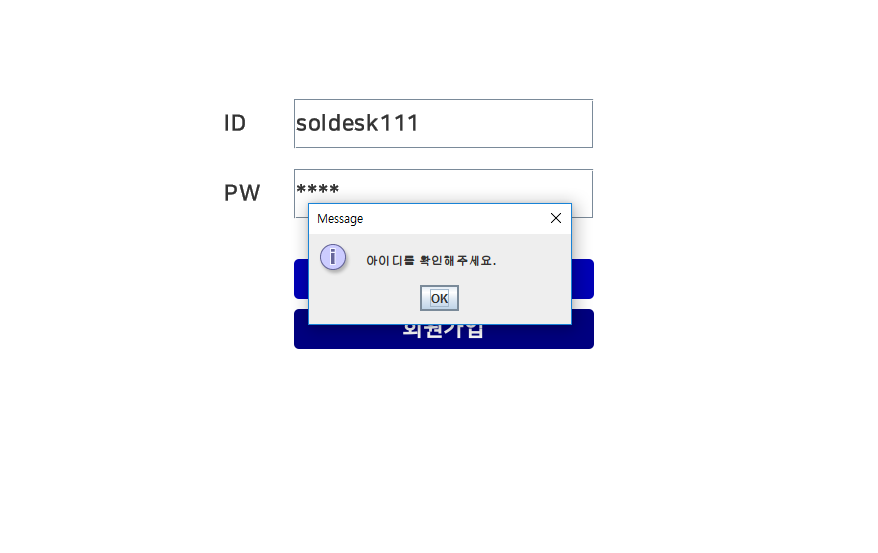 ID
soldesk111
PW
****
Message
아이디를 확인해주세요.
OK
회원가입